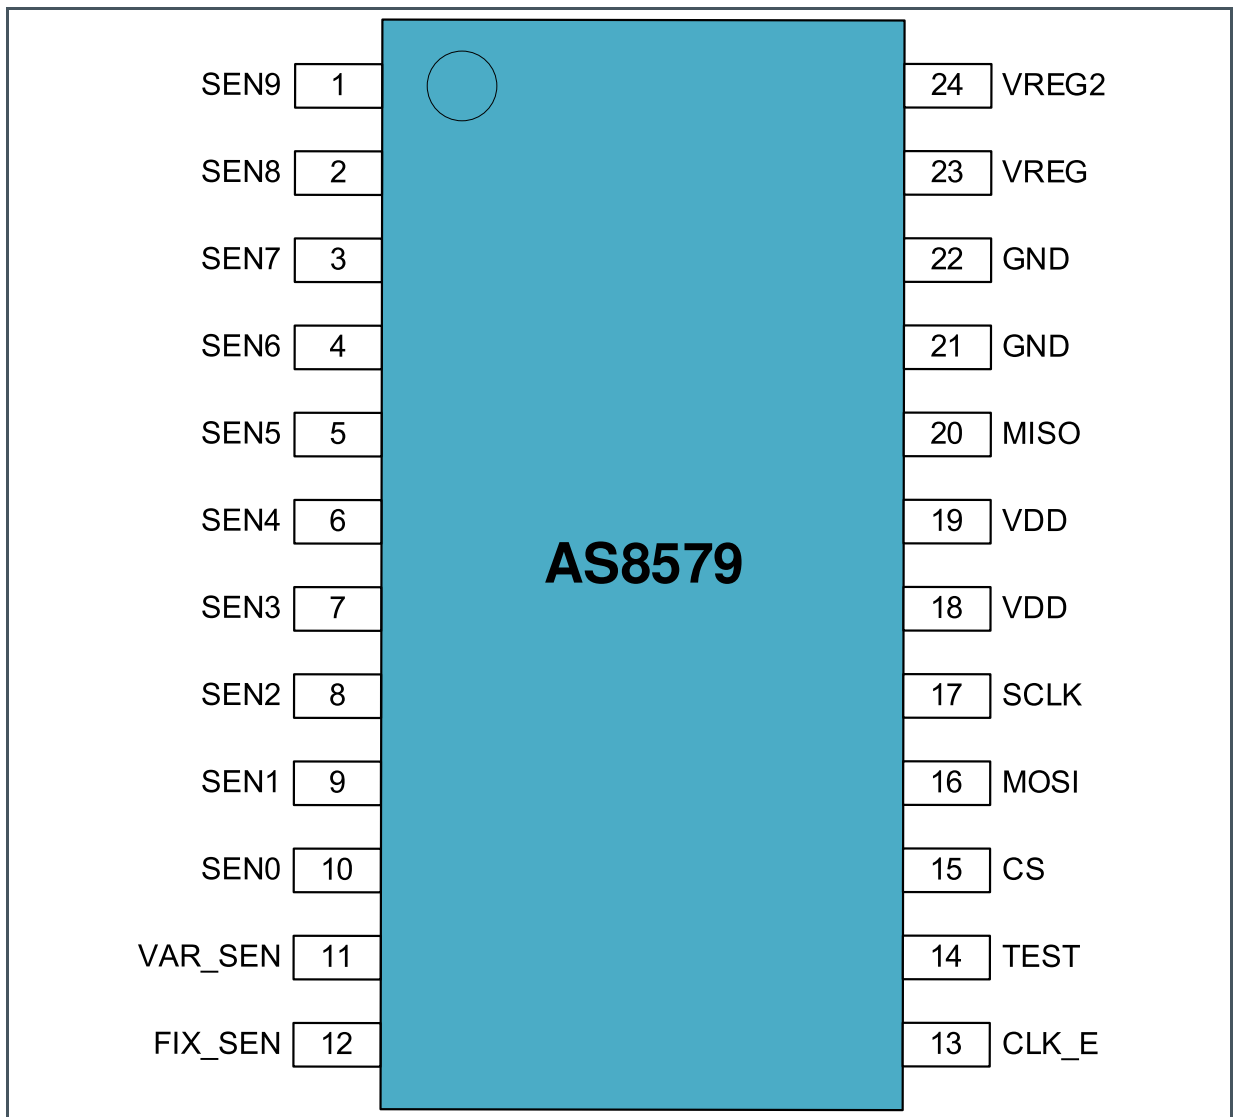 SEN9 1 24 VREG2
SEN8 2 23 VREG
SEN7 3 22 GND
SEN6 4 21 GND
SEN5 5 20 MISO
SEN4 6 19 VDD
AS8579
SEN3 7 18 VDD
SEN2 8 17 SCLK
SEN1 9 16 MOSI
SEN0 10 15 CS
VAR_SEN 11 14 TEST
FIX_SEN 12 13 CLK_E